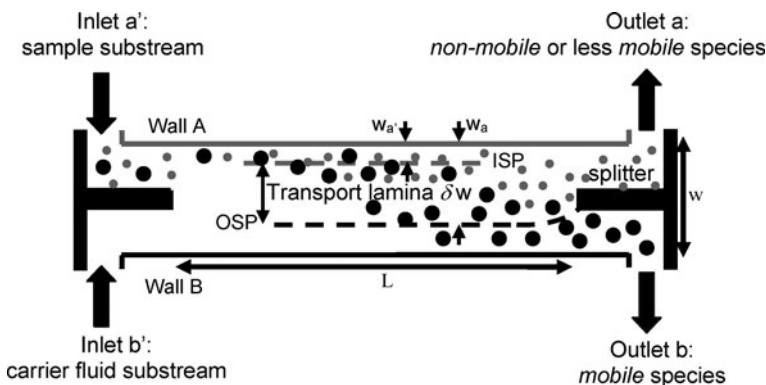 Inlet a':
sample substream
Outlet a:
non-mobile or less mobile species
Wall A
wa'
wa
ISP
splitter
Transport lamina δw
w
OSP
Wall B
L
Inlet b':
carrier fluid substream
Outlet b:
mobile species